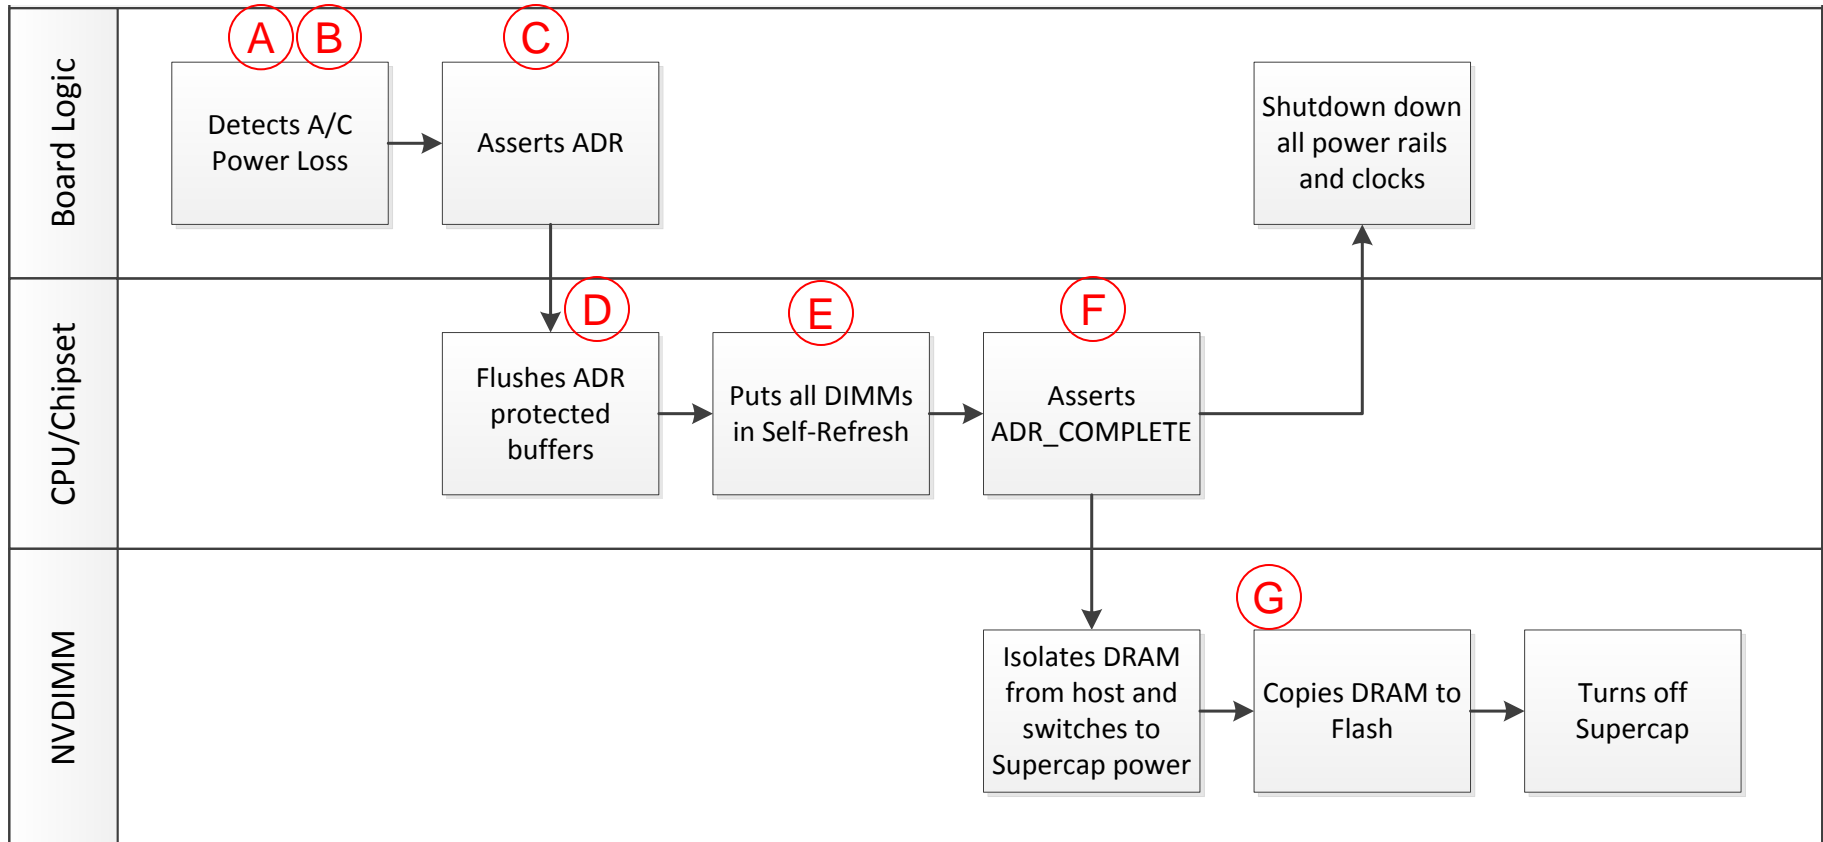 Board Logic
A
B
C
Detects A/C
Power Loss
Asserts ADR
Shutdown down
all power rails
and clocks
CPU/Chipset
D
E
F
Flushes ADR
protected
buffers
Puts all DIMMs
in Self-Refresh
Asserts
ADR_COMPLETE
NVDIMM
G
Isolates DRAM
from host and
switches to
Supercap power
Copies DRAM to
Flash
Turns off
Supercap